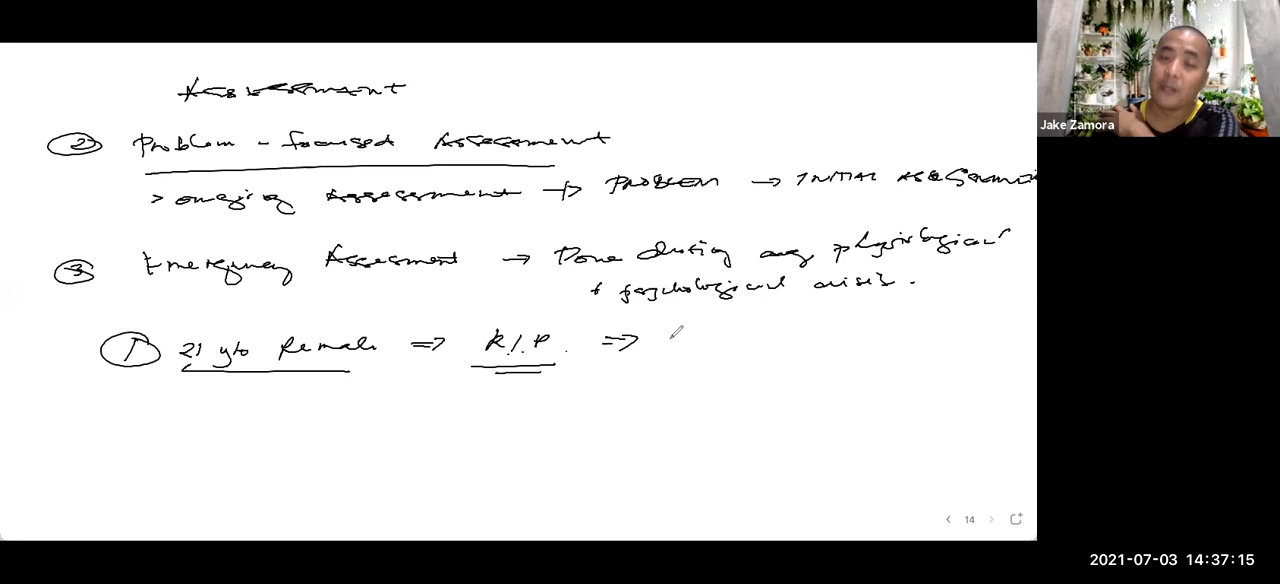 Assessment
② Problem - focused Assessment
> ongoing Assessment → PROBLEM → INITIAL ASSESSMENT
③ Emergency Assessment → Done during any physiological
+ psychological crisis.
① 21 y/o female ⇒ R.I.P. ⇒
Jake Zamora
< 14 >
2021-07-03 14:37:15